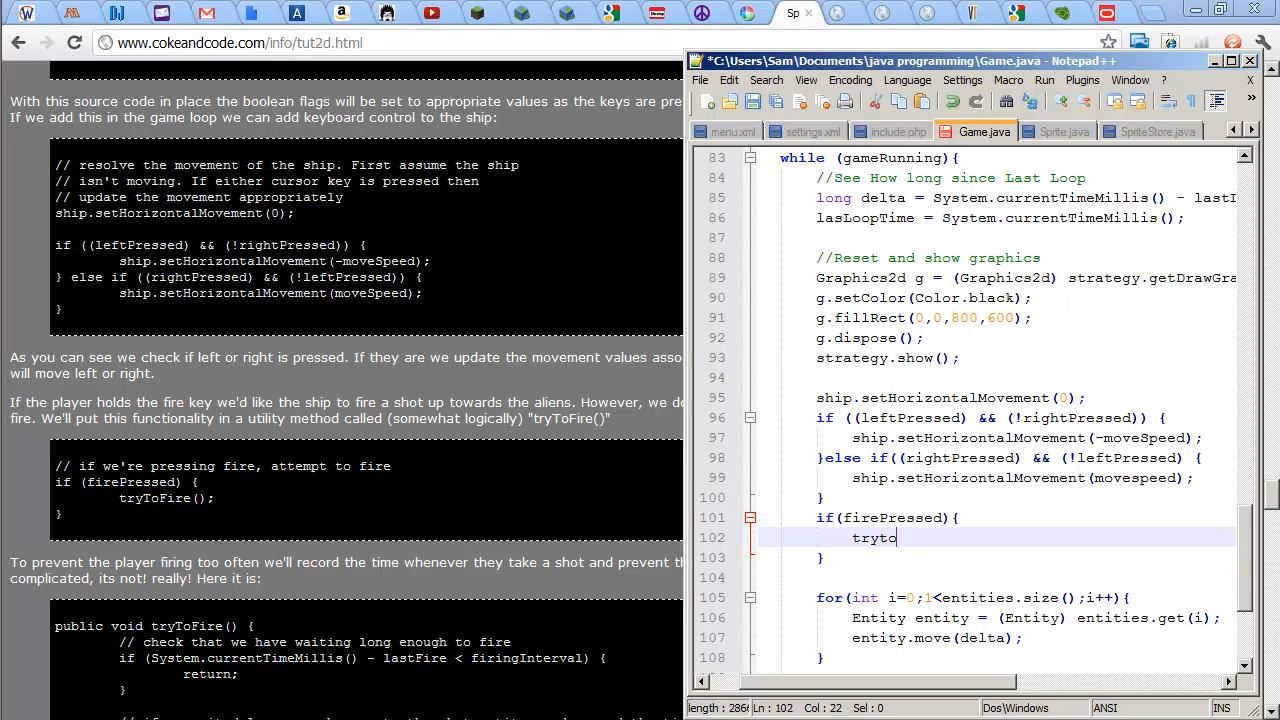 Sp
www.cokeandcode.com/info/tut2d.html
With this source code in place the boolean flags will be set to appropriate values as the keys are pre
If we add this in the game loop we can add keyboard control to the ship:
// resolve the movement of the ship. First assume the ship
// isn't moving. If either cursor key is pressed then
// update the movement appropriately
ship.setHorizontalMovement(0);
if ((leftPressed) && (!rightPressed)) {
ship.setHorizontalMovement(-moveSpeed);
} else if ((rightPressed) && (!leftPressed)) {
ship.setHorizontalMovement(moveSpeed);
}
As you can see we check if left or right is pressed. If they are we update the movement values asso
will move left or right.
If the player holds the fire key we'd like the ship to fire a shot up towards the aliens. However, we do
fire. We'll put this functionality in a utility method called (somewhat logically) "tryToFire()"
// if we're pressing fire, attempt to fire
if (firePressed) {
tryToFire();
}
To prevent the player firing too often we'll record the time whenever they take a shot and prevent th
complicated, its not! really! Here it is:
public void tryToFire() {
// check that we have waiting long enough to fire
if (System.currentTimeMillis() - lastFire < firingInterval) {
return;
}
*C:\Users\Sam\Documents\java programming\Game.java - Notepad++
File Edit Search View Encoding Language Settings Macro Run Plugins Window ? X
menu.xml settings.xml include.php Game.java Sprite.java SpriteStore.java
83 while (gameRunning){
84 //See How long since Last Loop
85 long delta = System.currentTimeMillis() - lastL
86 lasLoopTime = System.currentTimeMillis();
87
88 //Reset and show graphics
89 Graphics2d g = (Graphics2d) strategy.getDrawGra
90 g.setColor(Color.black);
91 g.fillRect(0,0,800,600);
92 g.dispose();
93 strategy.show();
94
95 ship.setHorizontalMovement(0);
96 if ((leftPressed) && (!rightPressed)) {
97 ship.setHorizontalMovement(-moveSpeed);
98 }else if((rightPressed) && (!leftPressed) {
99 ship.setHorizontalMovement(movespeed);
100 }
101 if(firePressed){
102 tryto
103 }
104
105 for(int i=0;1<entities.size();i++){
106 Entity entity = (Entity) entities.get(i);
107 entity.move(delta);
108 }
length : 286 Ln : 102 Col : 22 Sel : 0 Dos\Windows ANSI INS